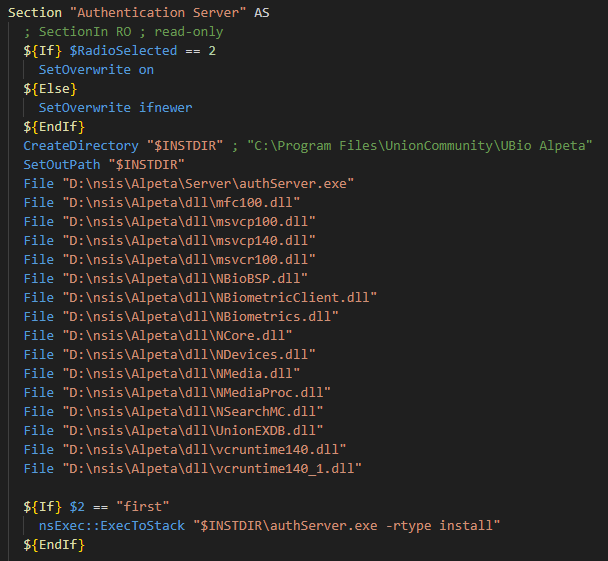 Section "Authentication Server" AS
; SectionIn RO ; read-only
${If} $RadioSelected == 2
SetOverwrite on
${Else}
SetOverwrite ifnewer
${EndIf}
CreateDirectory "$INSTDIR" ; "C:\Program Files\UnionCommunity\UBio Alpeta"
SetOutPath "$INSTDIR"
File "D:\nsis\Alpeta\Server\authServer.exe"
File "D:\nsis\Alpeta\dll\mfc100.dll"
File "D:\nsis\Alpeta\dll\msvcp100.dll"
File "D:\nsis\Alpeta\dll\msvcp140.dll"
File "D:\nsis\Alpeta\dll\msvcr100.dll"
File "D:\nsis\Alpeta\dll\NBioBSP.dll"
File "D:\nsis\Alpeta\dll\NBiometricClient.dll"
File "D:\nsis\Alpeta\dll\NBiometrics.dll"
File "D:\nsis\Alpeta\dll\NCore.dll"
File "D:\nsis\Alpeta\dll\NDevices.dll"
File "D:\nsis\Alpeta\dll\NMedia.dll"
File "D:\nsis\Alpeta\dll\NMediaProc.dll"
File "D:\nsis\Alpeta\dll\NSearchMC.dll"
File "D:\nsis\Alpeta\dll\UnionEXDB.dll"
File "D:\nsis\Alpeta\dll\vcruntime140.dll"
File "D:\nsis\Alpeta\dll\vcruntime140_1.dll"
${If} $2 == "first"
nsExec::ExecToStack "$INSTDIR\authServer.exe -rtype install"
${EndIf}